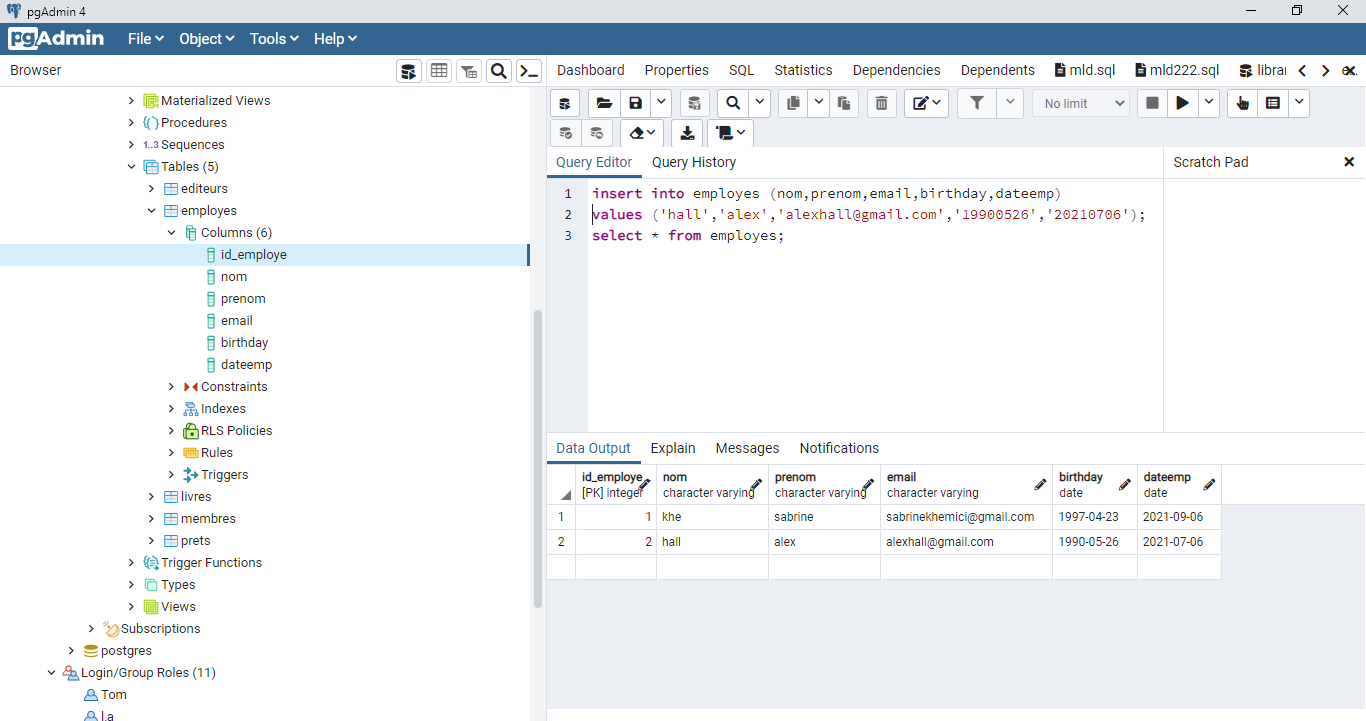 pgAdmin 4
pgAdmin File Object Tools Help
Browser
Dashboard Properties SQL Statistics Dependencies Dependents mld.sql mld222.sql
Materialized Views
Procedures
1..3 Sequences
Tables (5)
editeurs
employes
Columns (6)
id_employe
nom
prenom
email
birthday
dateemp
Constraints
Indexes
RLS Policies
Rules
Triggers
livres
membres
prets
Trigger Functions
Types
Views
Subscriptions
postgres
Login/Group Roles (11)
Tom
No limit
Query Editor Query History
Scratch Pad
1 insert into employes (nom,prenom,email,birthday,dateemp)
2 values ('hall','alex','alexhall@gmail.com','19900526','20210706');
3 select * from employes;
Data Output Explain Messages Notifications
id_employe nom prenom email birthday dateemp
[PK] integer character varying character varying character varying date date
1 1 khe sabrine sabrinekhemici@gmail.com 1997-04-23 2021-09-06
2 2 hall alex alexhall@gmail.com 1990-05-26 2021-07-06